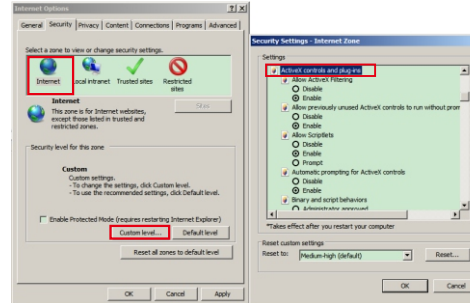 Internet Options
General Security Privacy Content Connections Programs Advanced
Select a zone to view or change security settings.
Internet Local intranet Trusted sites Restricted
sites
Internet
This zone is for Internet websites,
except those listed in trusted and
restricted zones.
Sites
Security level for this zone
Custom
Custom settings.
- To change the settings, click Custom level.
- To use the recommended settings, click Default level.
Enable Protected Mode (requires restarting Internet Explorer)
Custom level... Default level
Reset all zones to default level
OK Cancel Apply
Security Settings - Internet Zone
Settings
ActiveX controls and plug-ins
Allow ActiveX Filtering
Disable
Enable
Allow previously unused ActiveX controls to run without prom
Disable
Enable
Allow Scriptlets
Disable
Enable
Prompt
Automatic prompting for ActiveX controls
Disable
Enable
Binary and script behaviors
Administrator approved
*Takes effect after you restart your computer
Reset custom settings
Reset to: Medium-high (default) Reset...
OK Cancel